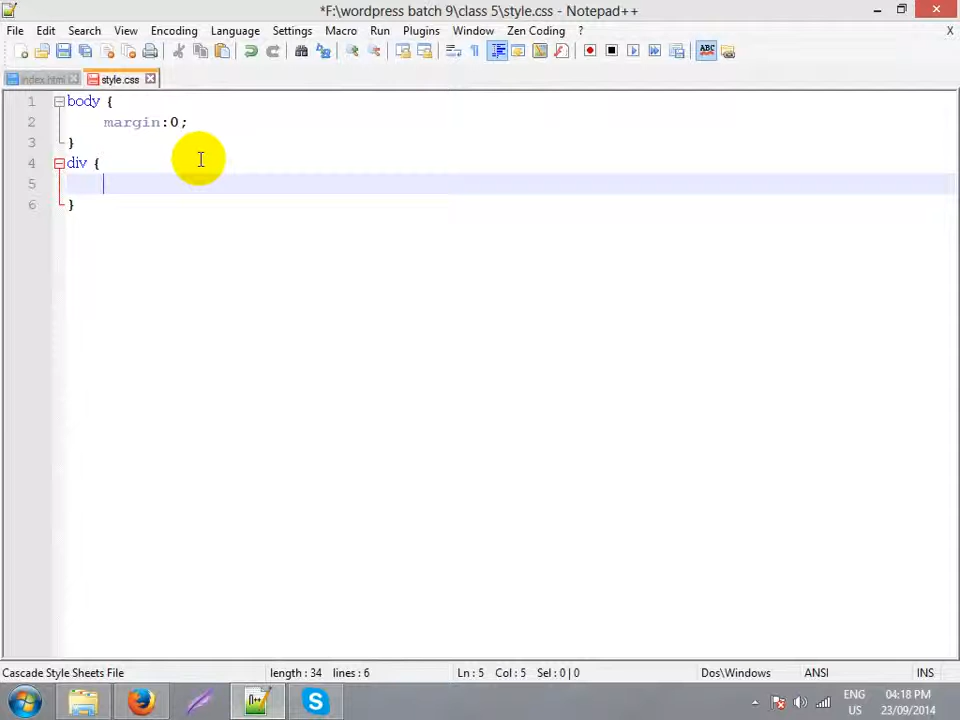 *F:\wordpress batch 9\class 5\style.css - Notepad++
File Edit Search View Encoding Language Settings Macro Run Plugins Window Zen Coding ? X
ABC
index.html style.css
1 body {
2 margin:0;
3 }
4 div {
5
6 }
Cascade Style Sheets File length : 34 lines : 6 Ln : 5 Col : 5 Sel : 0 | 0 Dos\Windows ANSI INS
ENG 04:18 PM
US 23/09/2014